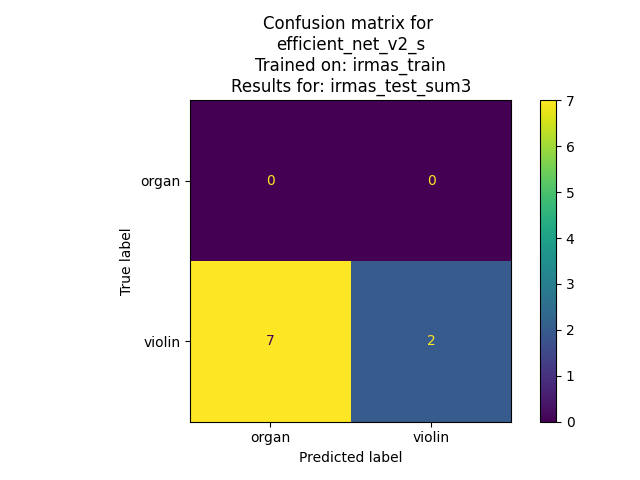 Confusion matrix for
efficient_net_v2_s
Trained on: irmas_train
Results for: irmas_test_sum3
organ
violin
True label
0
0
7
2
organ
violin
Predicted label
7
6
5
4
3
2
1
0